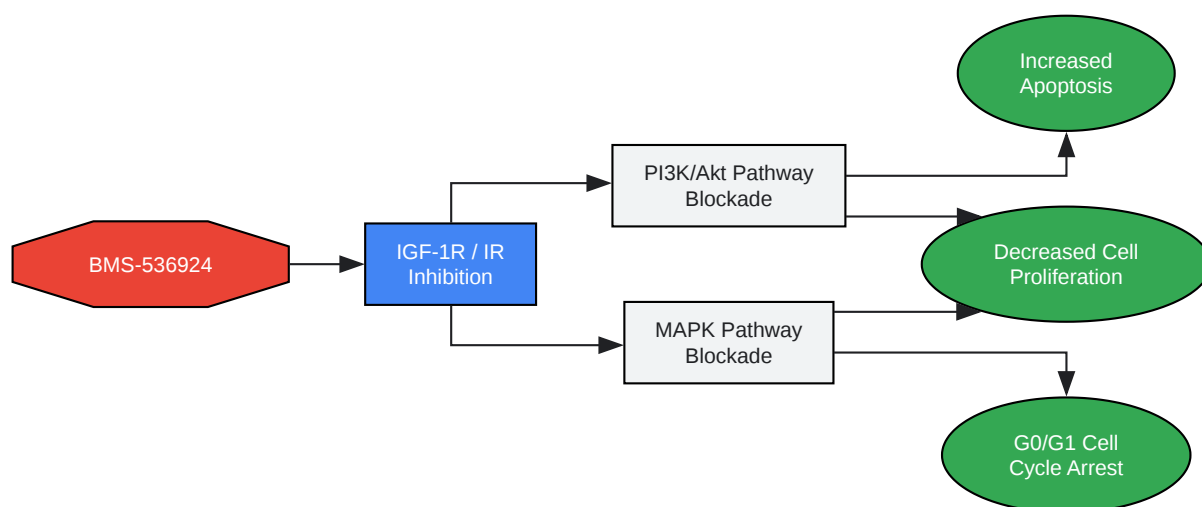 BMS-536924
IGF-1R / IR
Inhibition
PI3K/Akt Pathway
Blockade
MAPK Pathway
Blockade
Increased
Apoptosis
Decreased Cell
Proliferation
G0/G1 Cell
Cycle Arrest